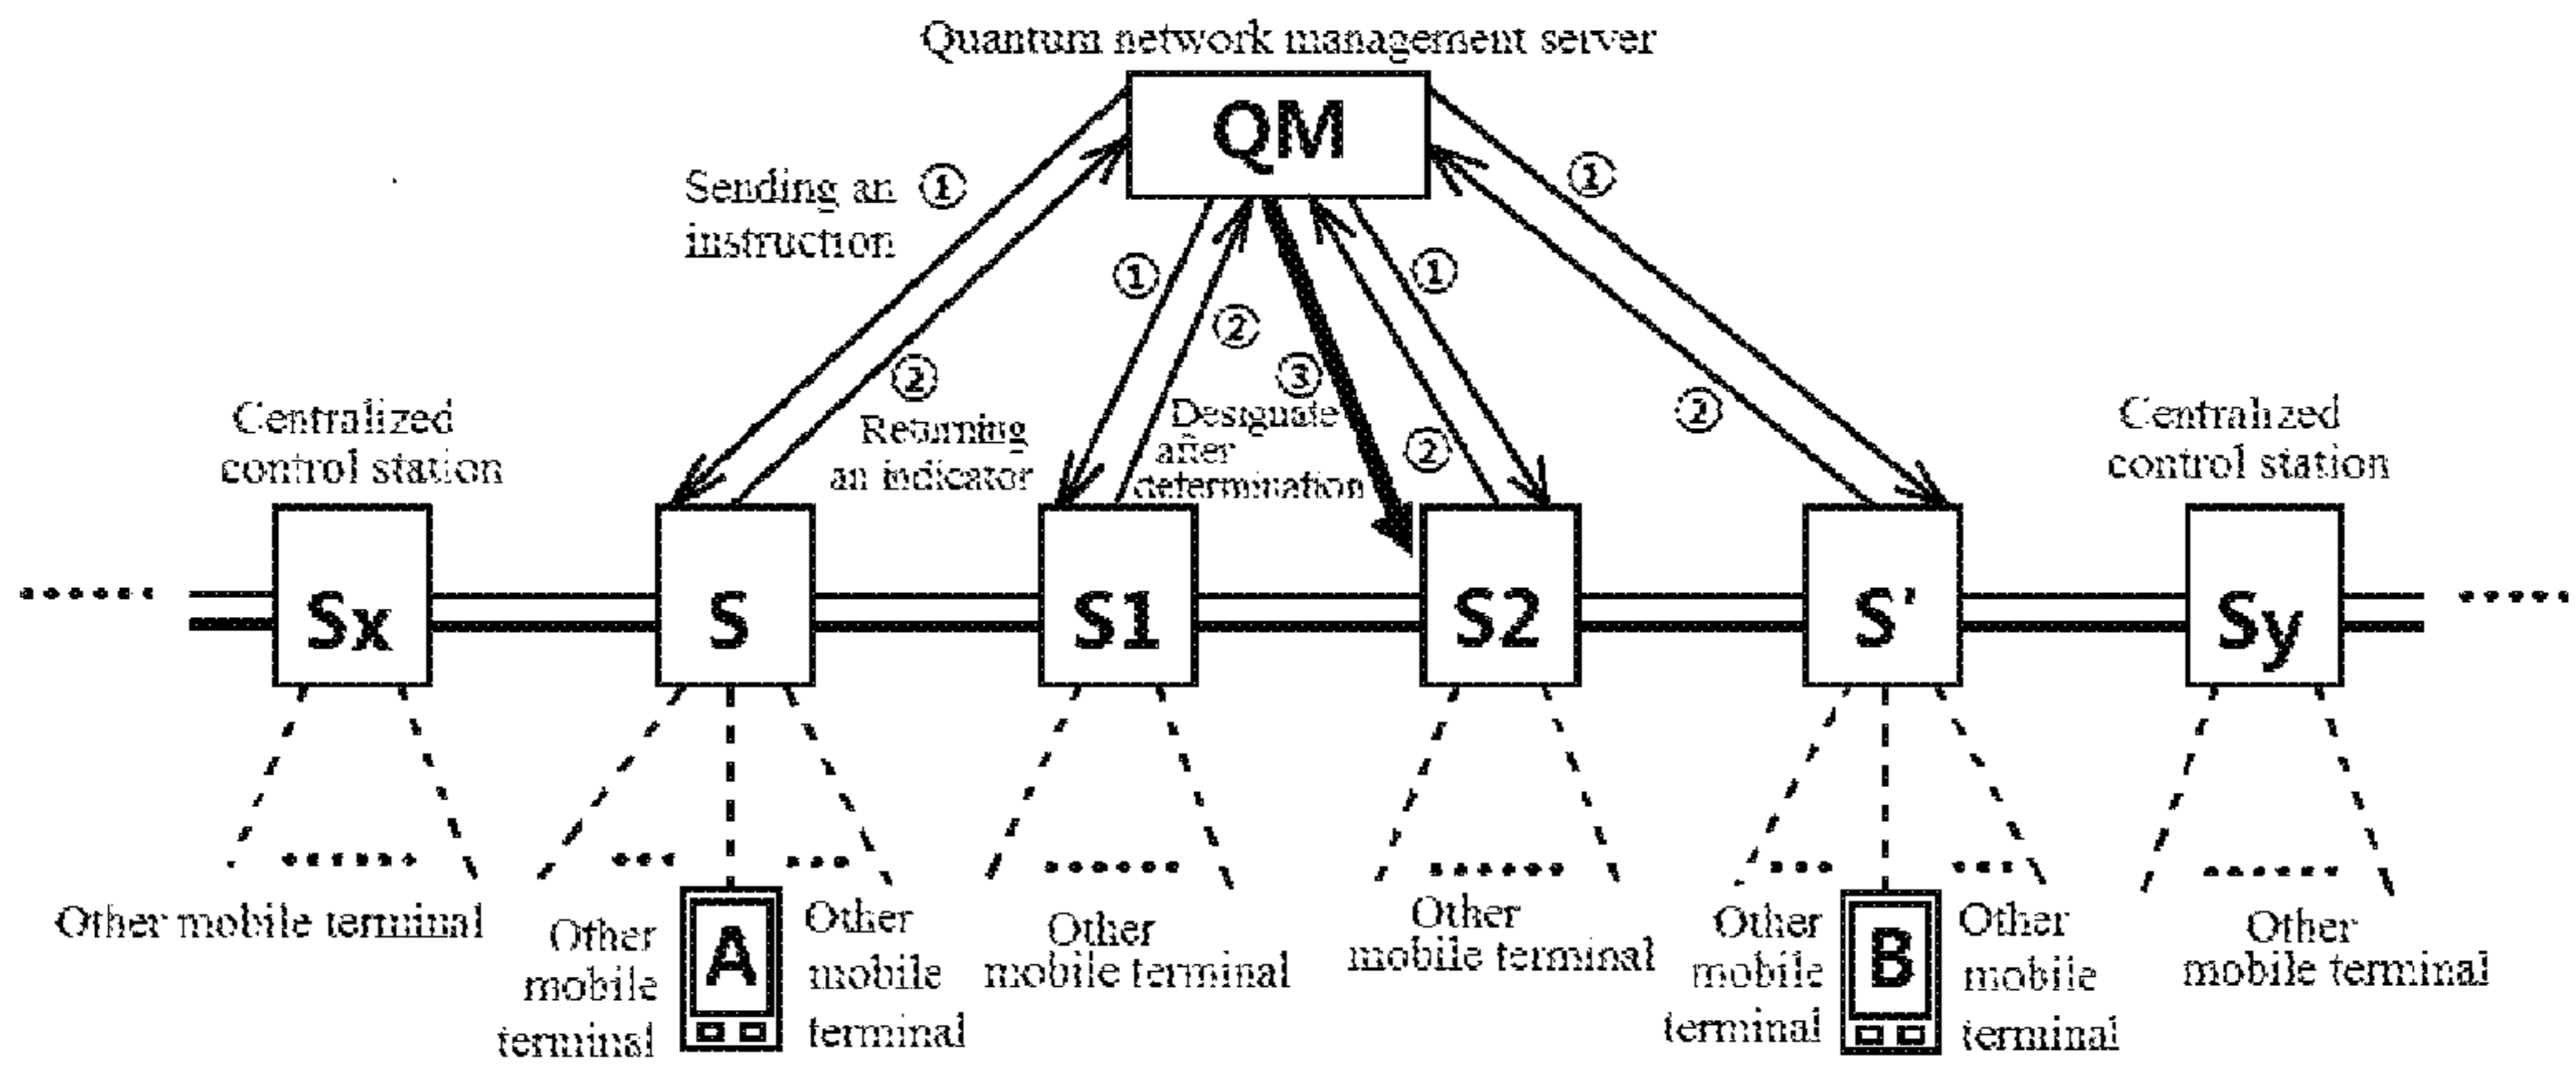 Quantum network management server
QM
Sending an ①
instruction
①
①
①
②
②
②
②
③
Returning
an indicator
Designate
after
determination
Centralized
control station
Centralized
control station
Sx
S
S1
S2
S'
Sy
Other mobile terminal
Other
mobile
terminal
A
Other
mobile
terminal
Other
mobile terminal
Other
mobile terminal
Other
mobile
terminal
B
Other
mobile
terminal
Other
mobile terminal